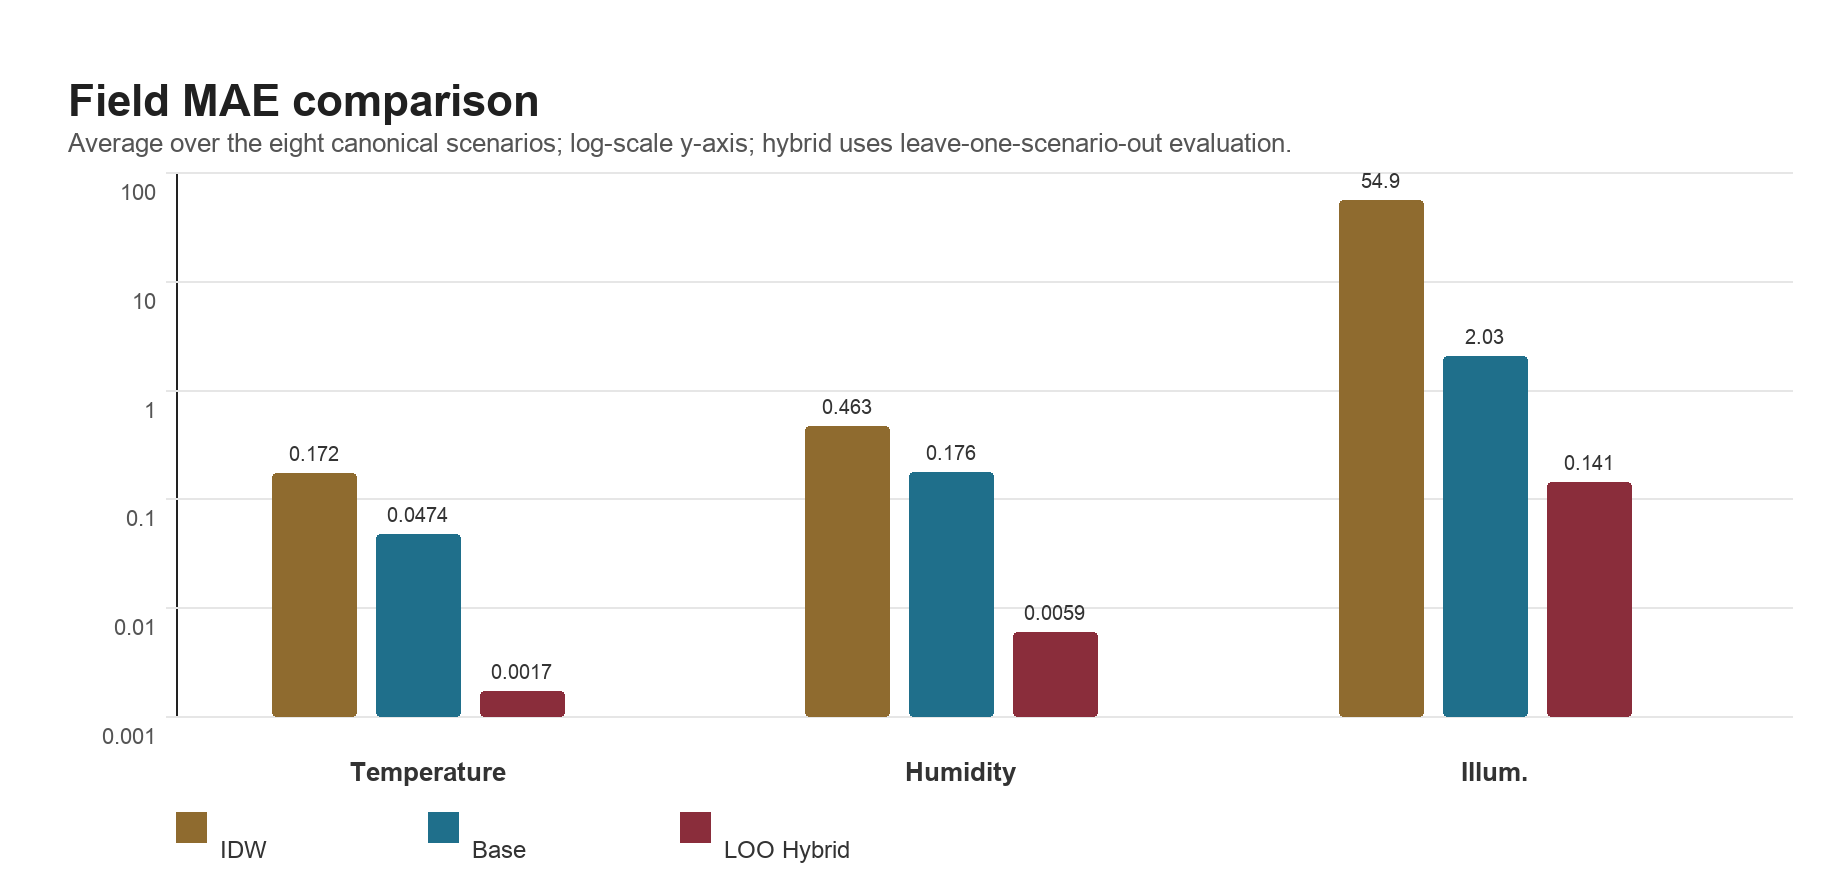 Field MAE comparison
Average over the eight canonical scenarios; log-scale y-axis; hybrid uses leave-one-scenario-out evaluation.
100
10
1
0.1
0.01
0.001
0.172
0.0474
0.0017
0.463
0.176
0.0059
54.9
2.03
0.141
Temperature
Humidity
Illum.
IDW
Base
LOO Hybrid